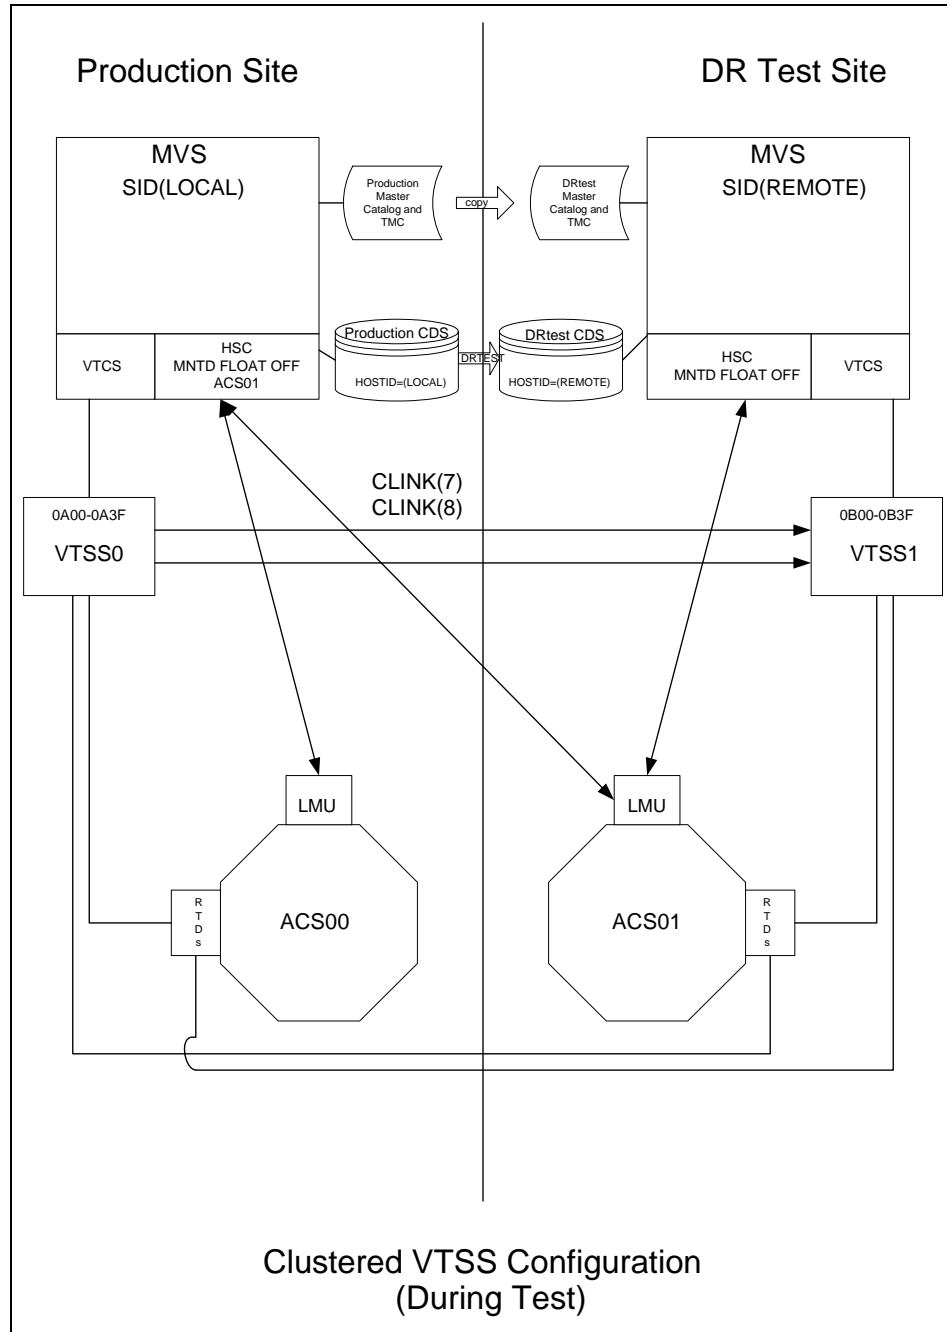 Production Site
DR Test Site
MVS
SID(LOCAL)
Production
Master
Catalog and
TMC
copy
DRtest
Master
Catalog and
TMC
MVS
SID(REMOTE)
VTCS
HSC
MNTD FLOAT OFF
ACS01
Production CDS
HOSTID=(LOCAL)
DRTEST
DRtest CDS
HOSTID=(REMOTE)
HSC
MNTD FLOAT OFF
VTCS
CLINK(7)
CLINK(8)
0A00-0A3F
VTSS0
0B00-0B3F
VTSS1
LMU
LMU
R
T
D
s
ACS00
ACS01
R
T
D
s
Clustered VTSS Configuration
(During Test)